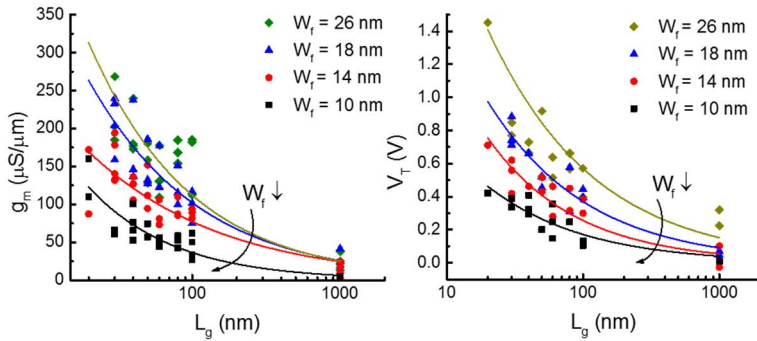 350
300
250
200
150
100
50
0
g_m (μS/μm)
W_f = 26 nm
W_f = 18 nm
W_f = 14 nm
W_f = 10 nm
W_f ↓
100
1000
L_g (nm)
1.4
1.2
1.0
0.8
0.6
0.4
0.2
0.0
V_T (V)
W_f = 26 nm
W_f = 18 nm
W_f = 14 nm
W_f = 10 nm
W_f ↓
10
100
1000
L_g (nm)